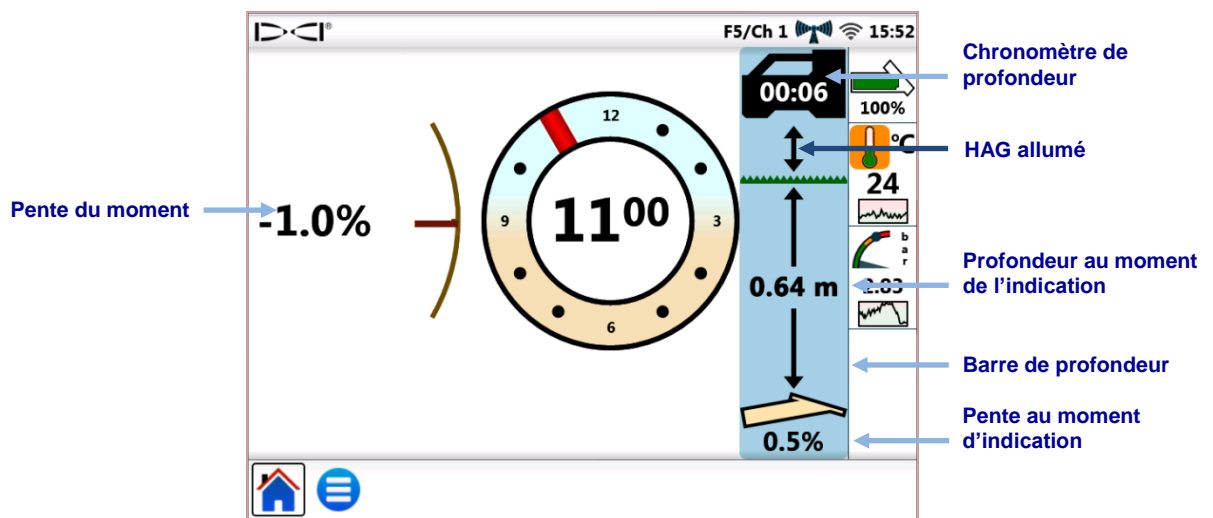 F5/Ch 1 15:52
Chronomètre de
profondeur
00:06
100%
12
°C
HAG allumé
24
Pente du moment
-1.0%
9
11⁰⁰
3
b
a
r
Profondeur au moment
de l’indication
0.64 m
2.83
6
Barre de profondeur
Pente au moment
d’indication
0.5%